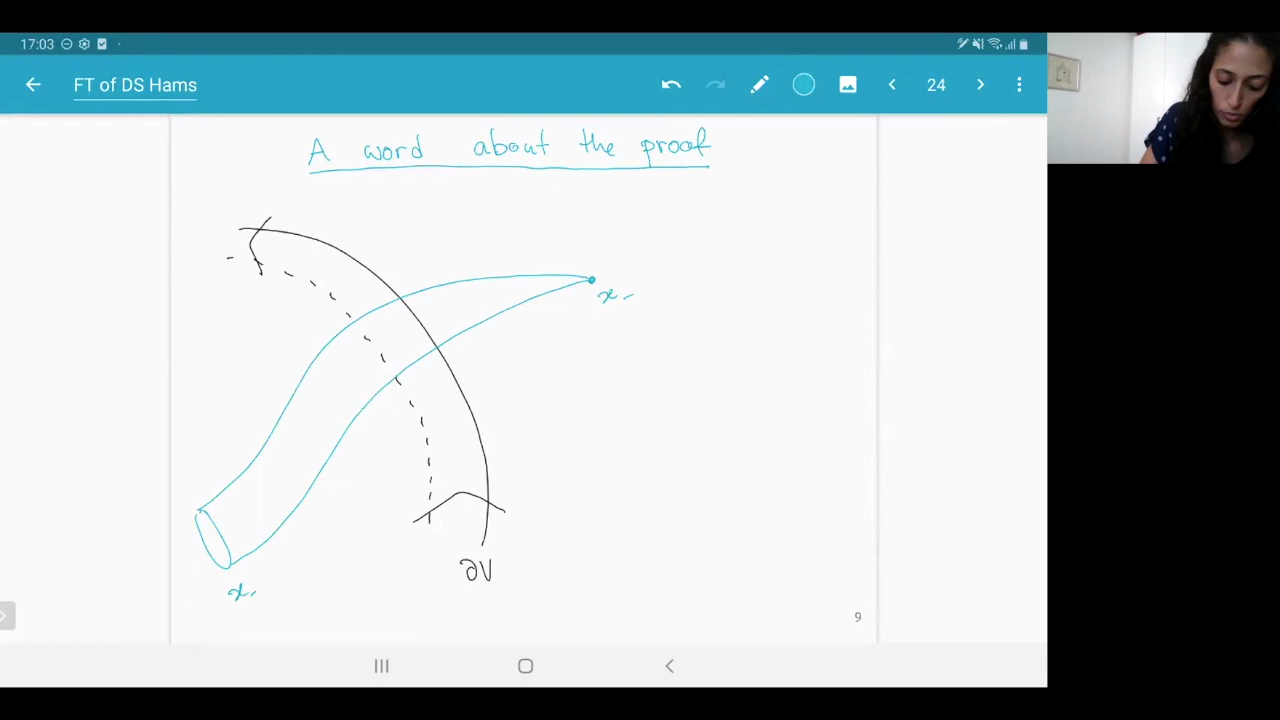 17:03
FT of DS Hams
24
A word about the proof
x-
∂V
x-
9